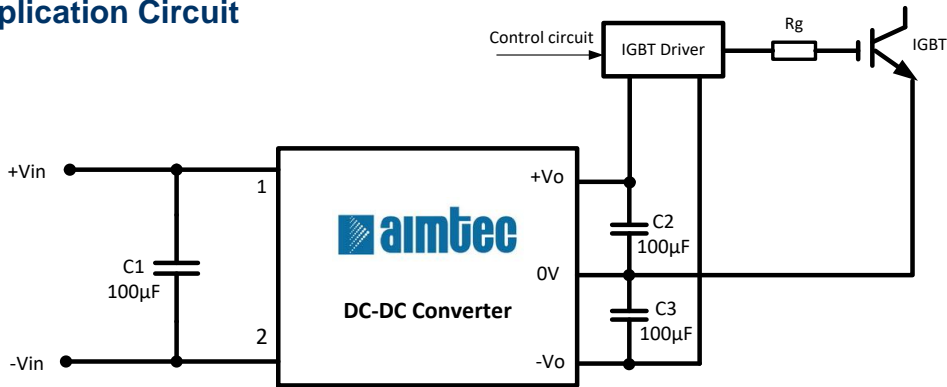 plication Circuit
Control circuit
IGBT Driver
Rg
IGBT
+Vin
1
+Vo
aimtec
C2
100µF
C1
100µF
0V
DC-DC Converter
C3
100µF
2
-Vin
-Vo